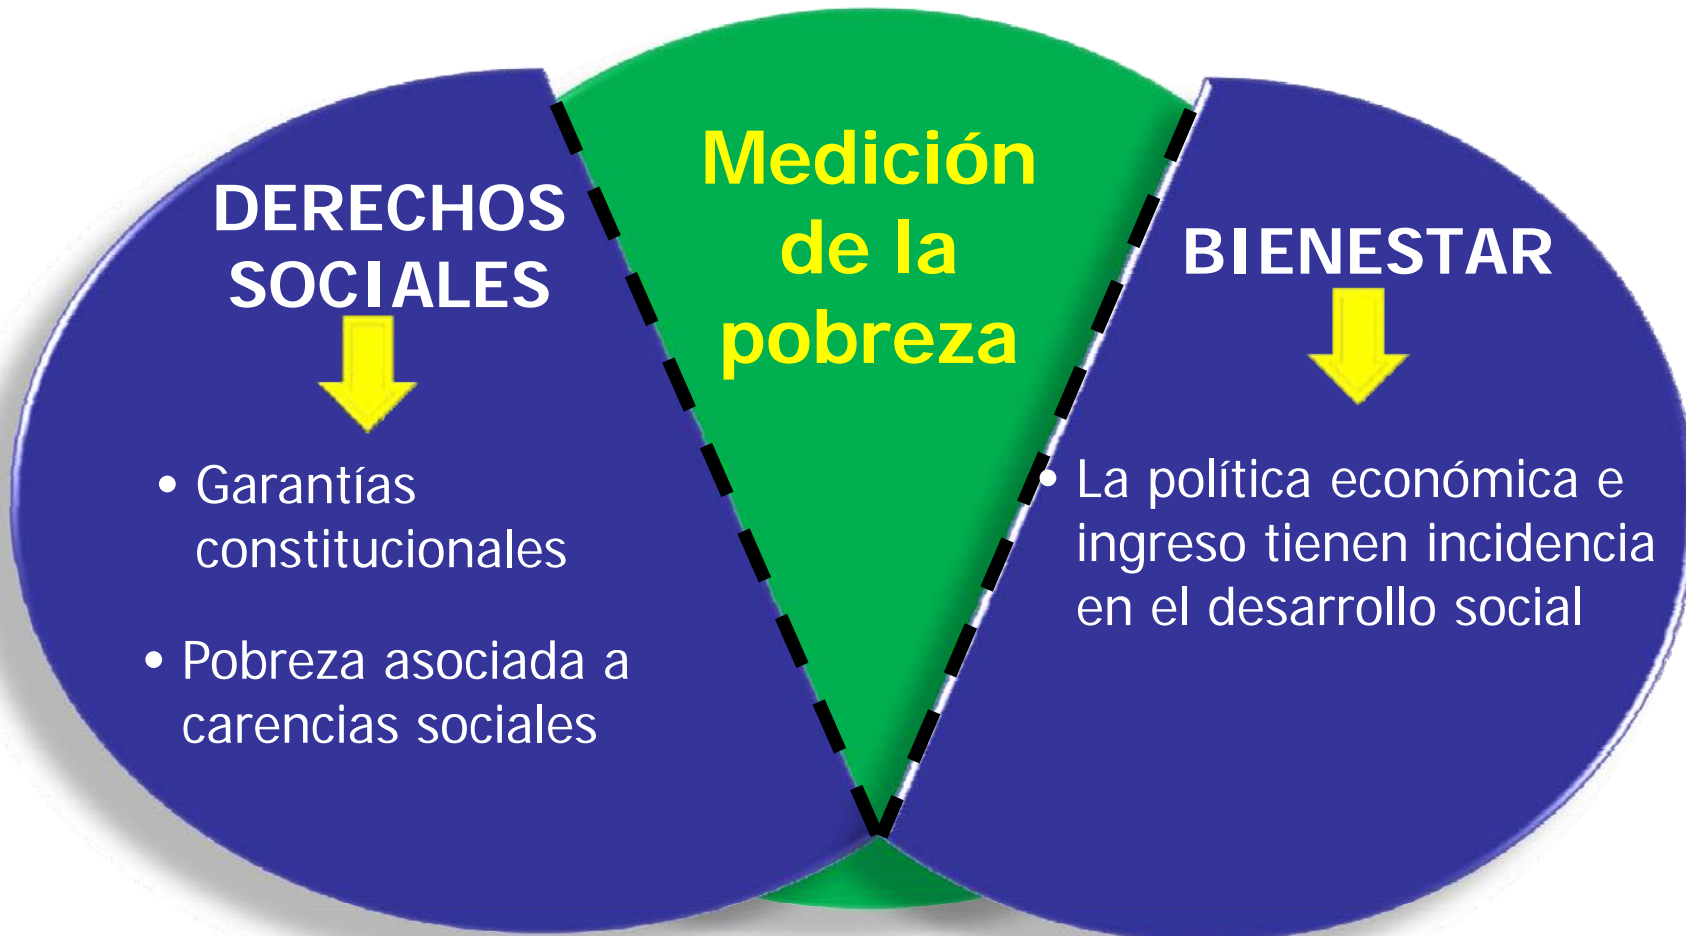 Medición
de la
pobreza
DERECHOS
SOCIALES
• Garantías
constitucionales
• Pobreza asociada a
carencias sociales
BIENESTAR
• La política económica e
ingreso tienen incidencia
en el desarrollo social